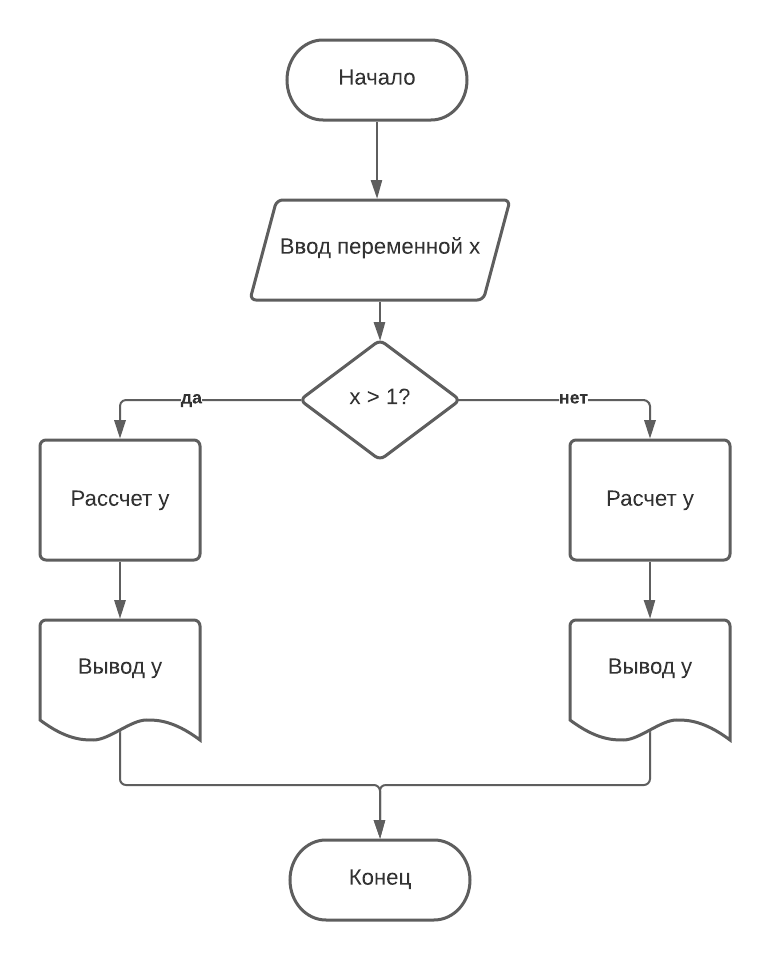 Начало
Ввод переменной x
x > 1?
да
нет
Рассчет y
Расчет y
Вывод y
Вывод y
Конец